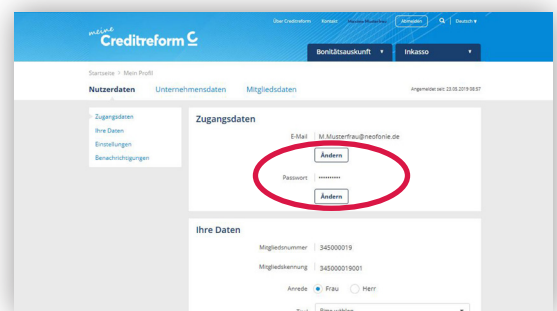 Über Creditreform Kontakt Abmelden Deutsch
meine
Creditreform C
Bonitätsauskunft Inkasso
Startseite > Mein Profil
Nutzerdaten Unternehmensdaten Mitgliedsdaten Angemeldet seit: 23.05.2019 08:57
Zugangsdaten
Ihre Daten
Einstellungen
Benachrichtigungen
Zugangsdaten
E-Mail M.Musterfrau@neofonie.de
Ändern
Passwort ••••••••••
Ändern
Ihre Daten
Mitgliedsnummer 345000019
Mitgliedskennung 345000019001
Anrede Frau Herr